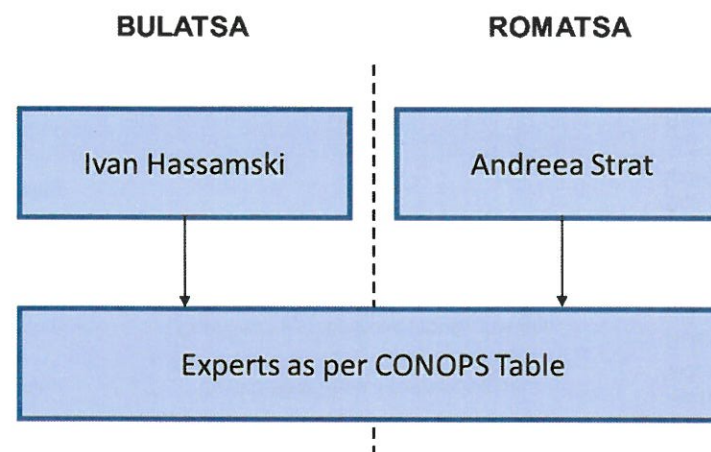 BULATSA
ROMATSA
Ivan Hassamski
Andreea Strat
Experts as per CONOPS Table